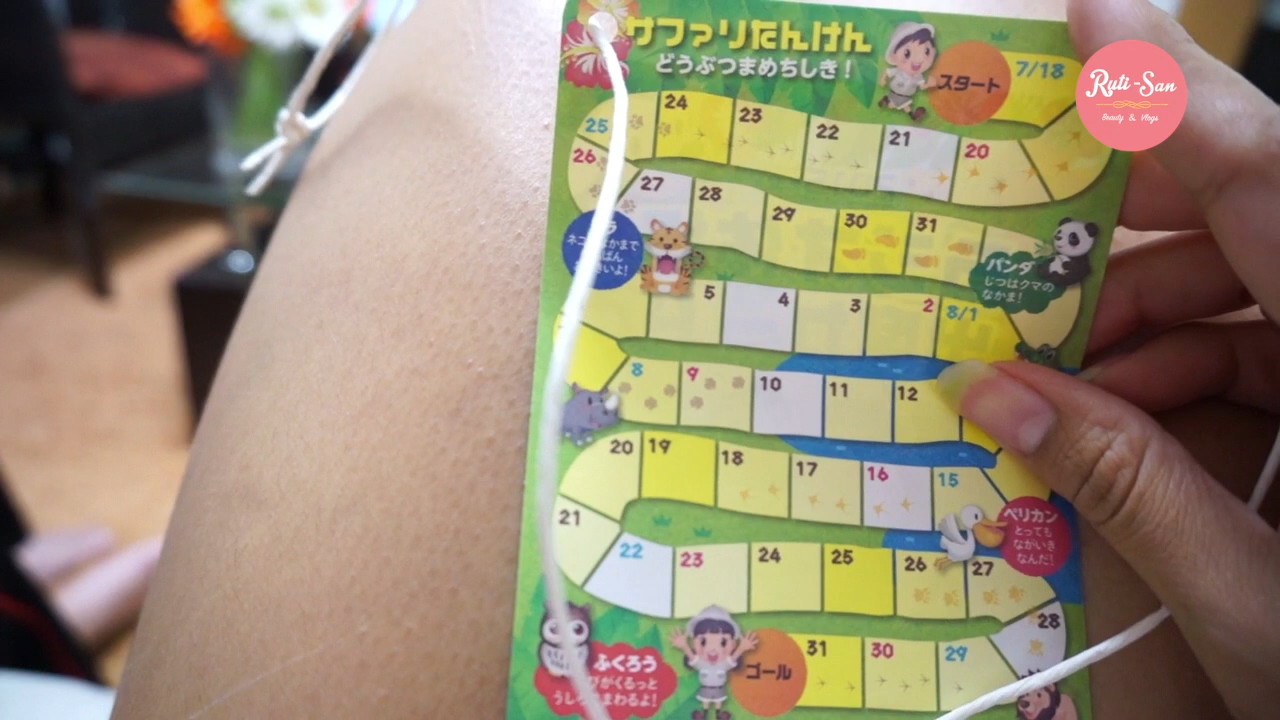 サファリたんけん
どうぶつまめちしき!
スタート
7/18
Ruti-San
Beauty & Vlogs
25 24 23 22 21 20
26 27 28 29 30 31
パンダ
じつはクマの
なかま!
5 4 3 2 8/1
8 9 10 11 12
20 19 18 17 16 15
ペリカン
とっても
ながいき
なんだ!
21 22 23 24 25 26 27
28
ふくろう
ゴール
31 30 29